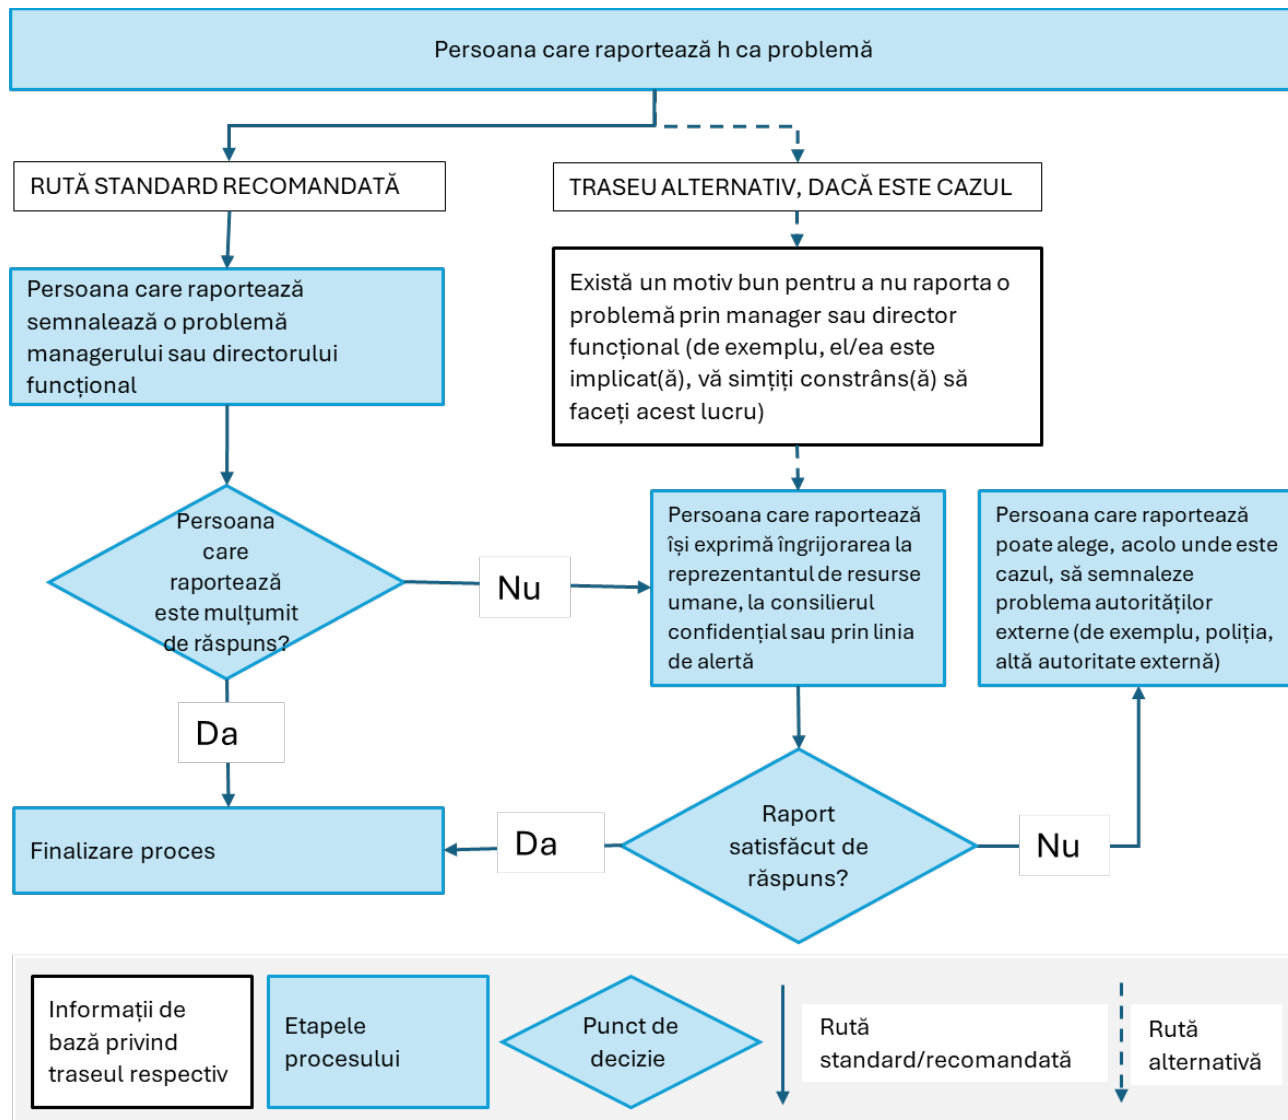 Persoana care raportează h ca problemă
RUTĂ STANDARD RECOMANDATĂ
TRASEU ALTERNATIV, DACĂ ESTE CAZUL
Persoana care raportează
semnalează o problemă
managerului sau directorului
funcțional
Există un motiv bun pentru a nu raporta o
problemă prin manager sau director
funcțional (de exemplu, el/ea este
implicat(ă), vă simțiți constrâns(ă) să
faceți acest lucru)
Persoana
care
raportează
este mulțumit
de răspuns?
Nu
Persoana care raportează
își exprimă îngrijorarea la
reprezentantul de resurse
umane, la consilierul
confidențial sau prin linia
de alertă
Persoana care raportează
poate alege, acolo unde este
cazul, să semnaleze
problema autorităților
externe (de exemplu, poliția,
altă autoritate externă)
Da
Finalizare proces
Da
Raport
satisfăcut de
răspuns?
Nu
Informații de
bază privind
traseul respectiv
Etapele
procesului
Punct de
decizie
Rută
standard/recomandată
Rută
alternativă